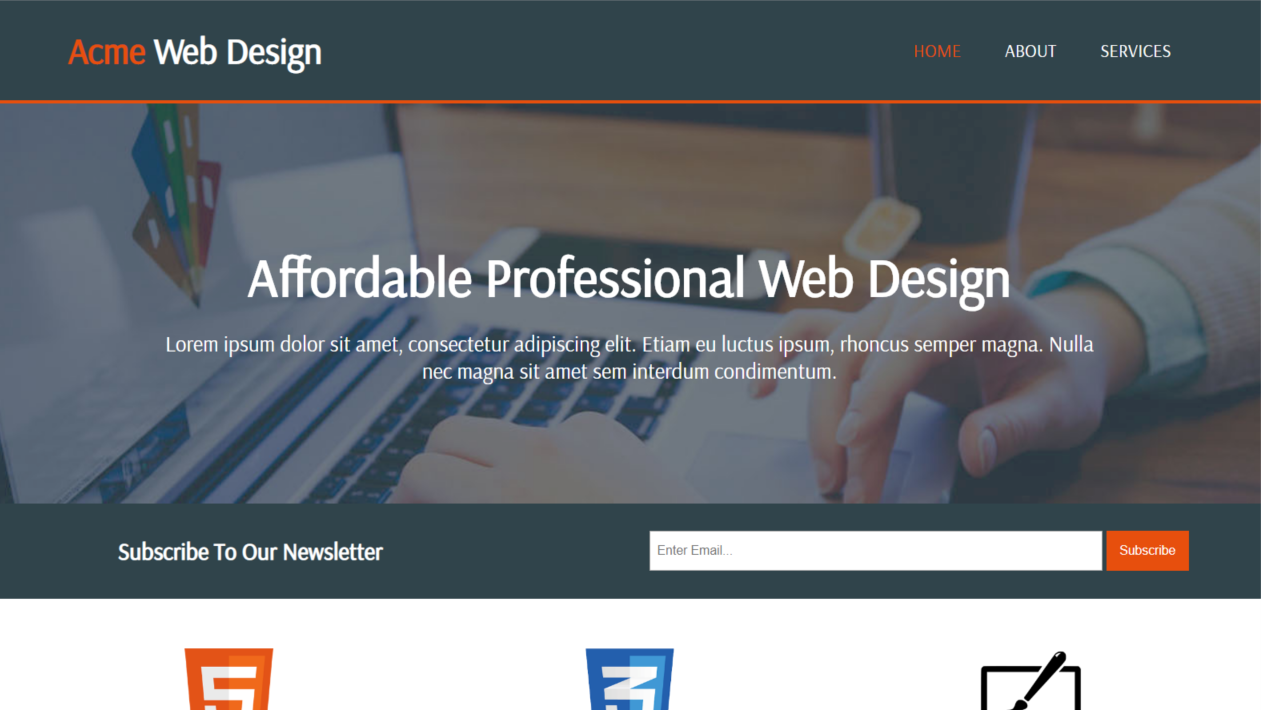 Acme Web Design
HOME ABOUT SERVICES
Affordable Professional Web Design
Lorem ipsum dolor sit amet, consectetur adipiscing elit. Etiam eu luctus ipsum, rhoncus semper magna. Nulla
nec magna sit amet sem interdum condimentum.
Subscribe To Our Newsletter
Enter Email...
Subscribe